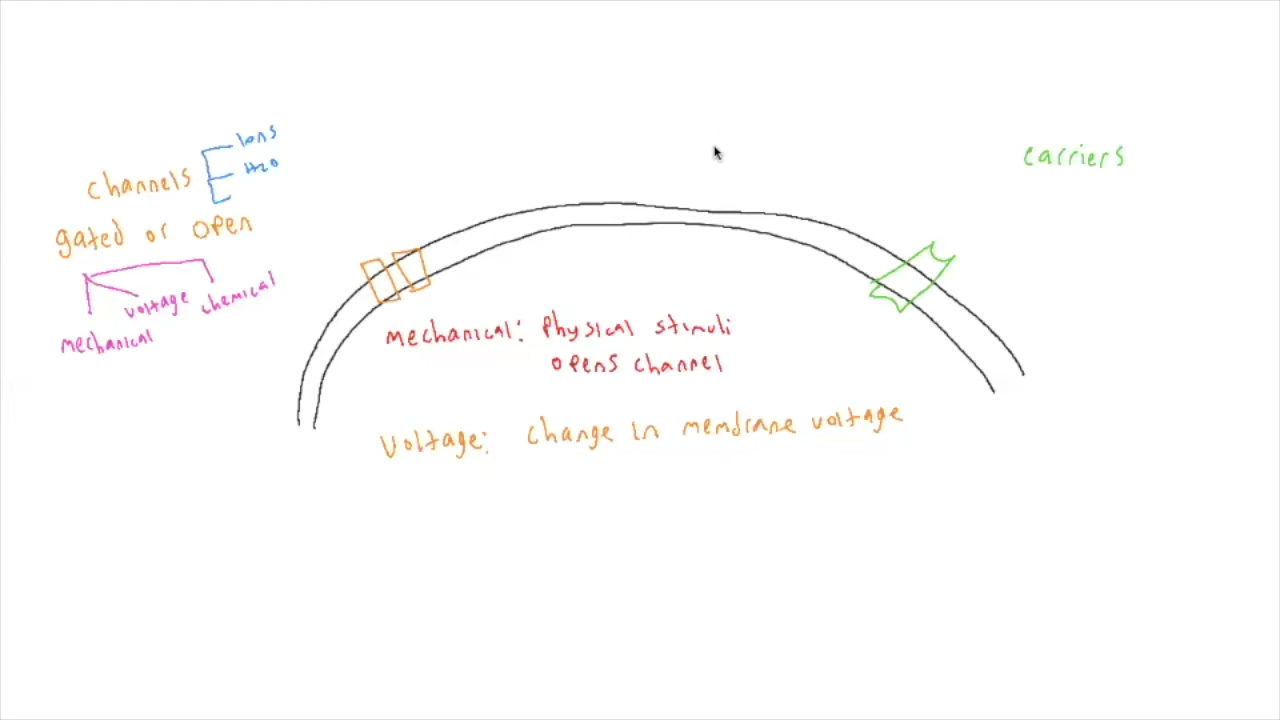 channels
Ions
H2O
gated or open
mechanical
voltage
chemical
carriers
mechanical: Physical stimuli
opens channel
Voltage: change in memdrane voltage